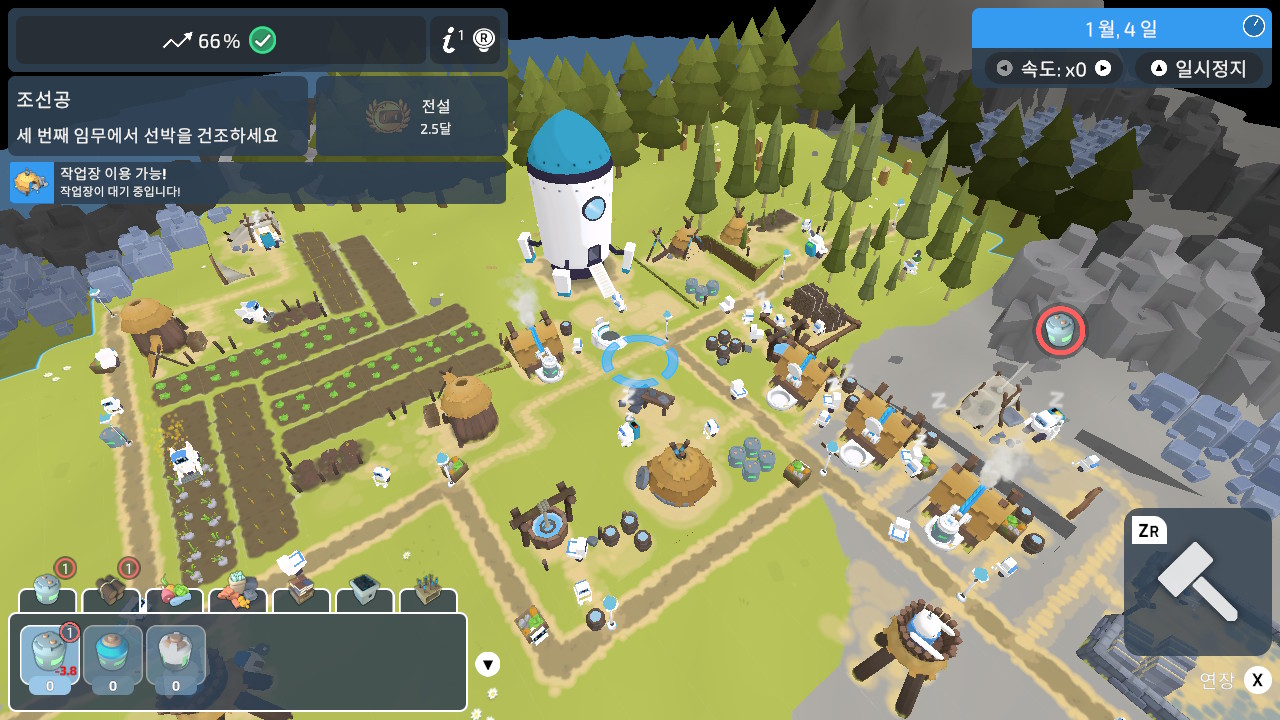 66%
i 1 R
조선공
세 번째 임무에서 선박을 건조하세요
전설
2.5달
작업장 이용 가능!
작업장이 대기 중입니다!
1월, 4 일
속도: x0
일시정지
Z
Z
Z
ZR
연장 X
1
1
1
-3.8
0
0
0